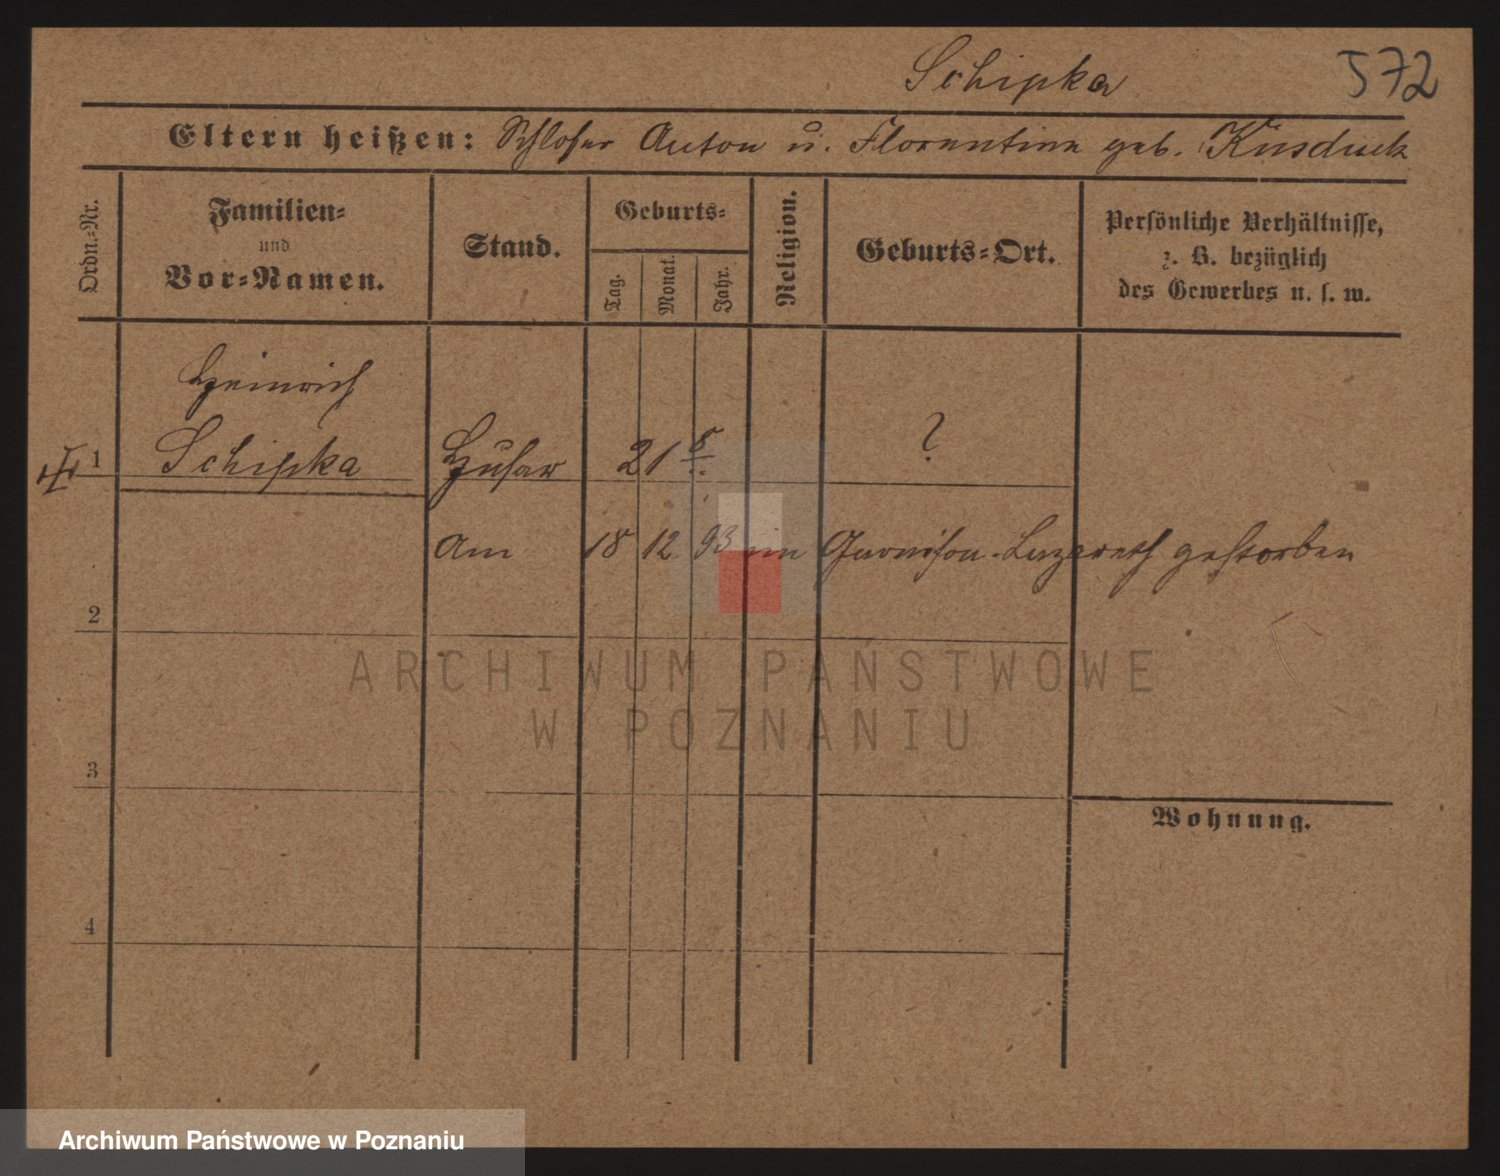 Schipka 572
Eltern heißen: Schlosser Anton u. Florentine geb.
Ordn.-Nr.
Familien-
und
Vor-Namen.
Stand.
Geburts-
Tag.
Monat.
Jahr.
Religion.
Geburts-Ort.
Persönliche Verhältnisse,
z. B. bezüglich
des Gewerbes u. s. w.
Heinrich
1 Schipka Husar 21 ?
Am 18 12 93 im Garnison-Lazareth gestorben
2
3
Wohnung.
4
ARCHIWUM PAŃSTWOWE
W POZNANIU
Archiwum Państwowe w Poznaniu